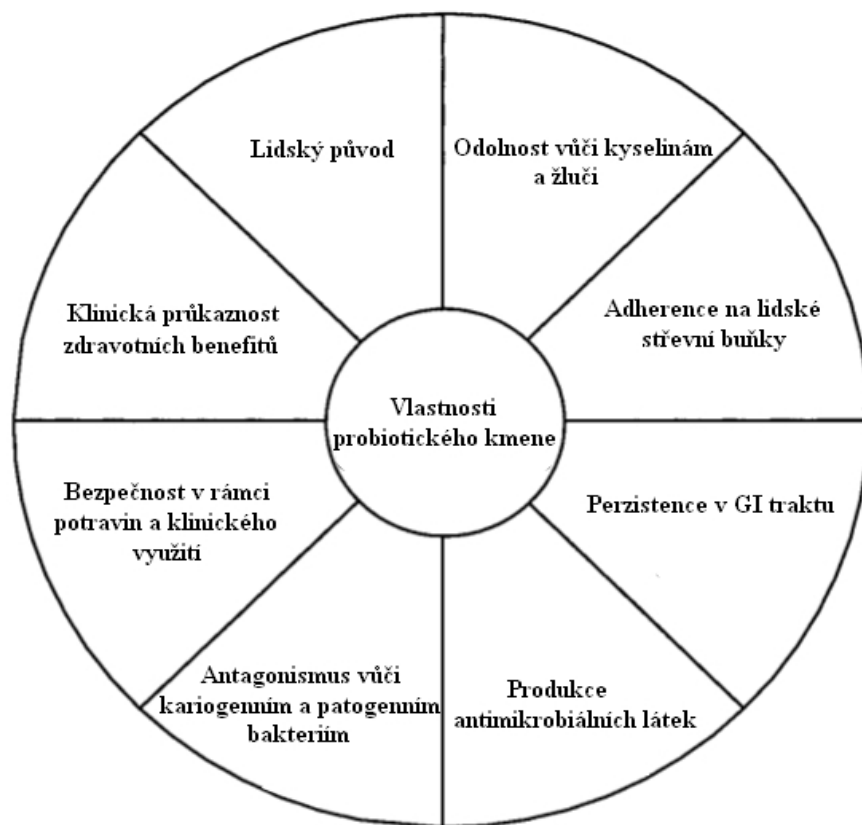 Lidský původ
Odolnost vůči kyselinám
a žluči
Adherence na lidské
střevní buňky
Perzistence v GI traktu
Produkce
antimikrobiálních látek
Antagonismus vůči
kariogenním a patogenním
bakteriím
Bezpečnost v rámci
potravin a klinického
využití
Klinická průkaznost
zdravotních benefitů
Vlastnosti
probiotického kmene